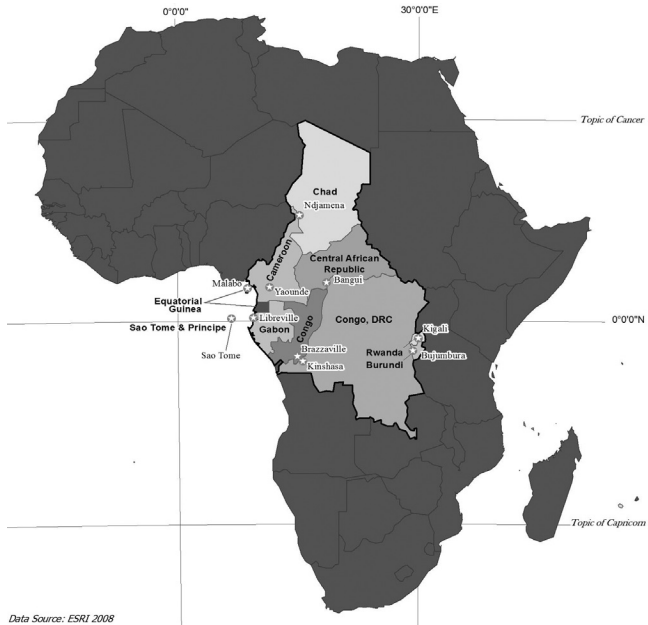 0°0'0"
30°0'0"E
Topic of Cancer
Chad
Ndjamena
Cameroon
Central African
Republic
Bangui
Malabo
Yaounde
Equatorial
Guinea
Congo
Congo, DRC
Libreville
0°0'0"N
Sao Tome & Principe
Gabon
Kigali
Sao Tome
Brazzaville
Rwanda
Bujumbura
Kinshasa
Burundi
Topic of Capricorn
Data Source: ESRI 2008